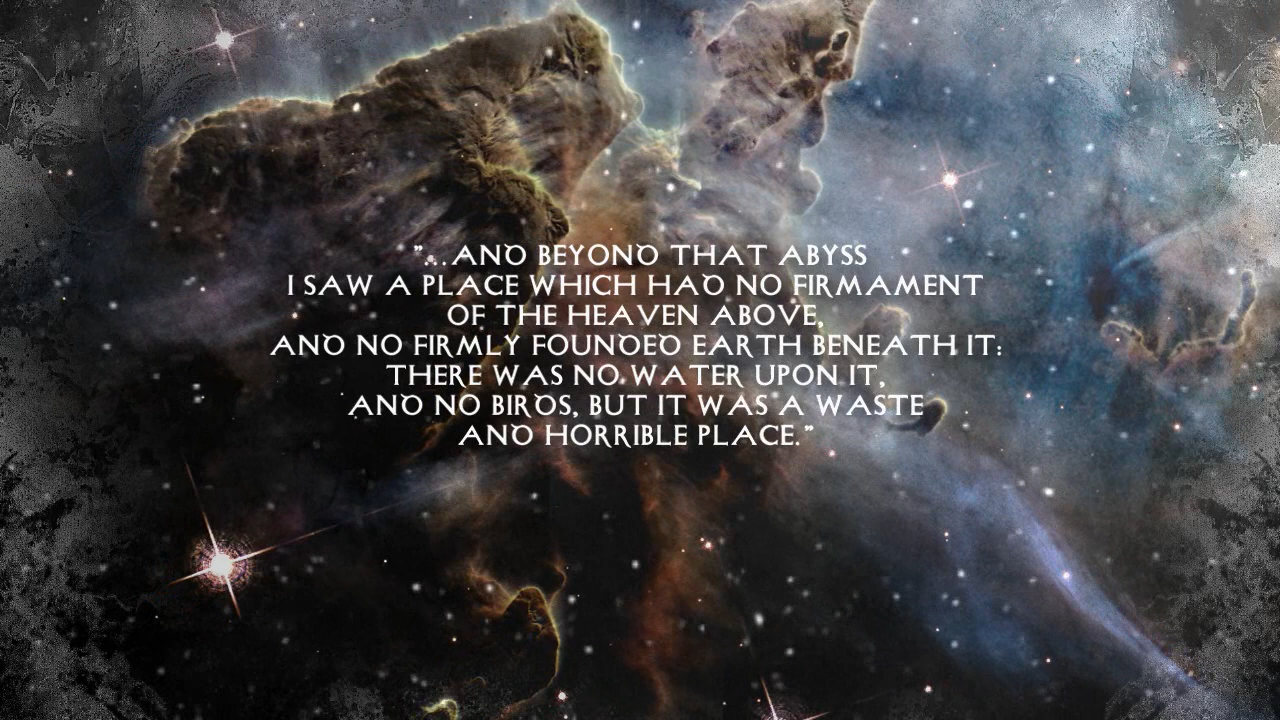 "...AND BEYOND THAT ABYSS
I SAW A PLACE WHICH HAD NO FIRMAMENT
OF THE HEAVEN ABOVE,
AND NO FIRMLY FOUNDED EARTH BENEATH IT:
THERE WAS NO WATER UPON IT,
AND NO BIRDS, BUT IT WAS A WASTE
AND HORRIBLE PLACE."